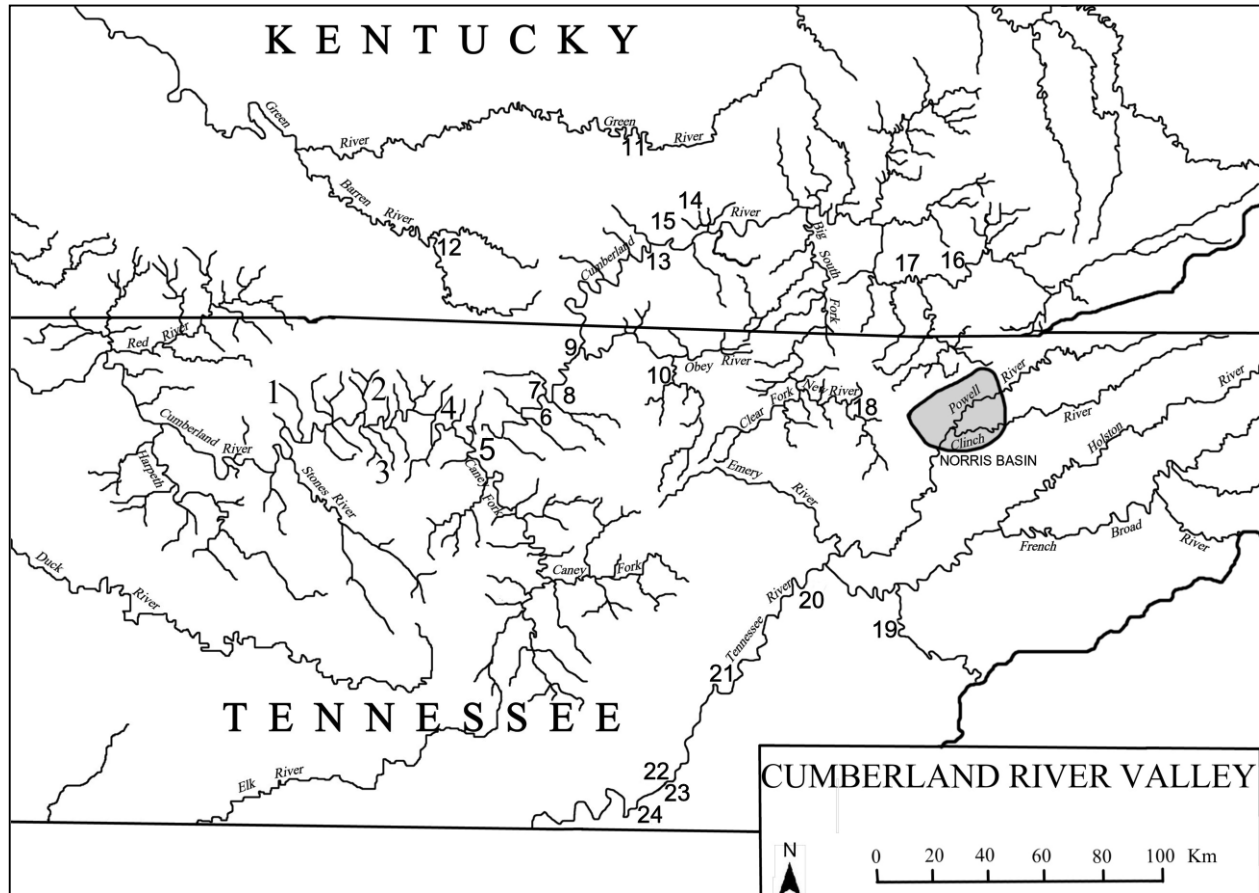 KENTUCKY
Green
River
Green
River
11
Barren
River
12
14
15
River
13
Cumberland
Big
South
Fork
17
16
Red River
9
Obey River
10
7
8
6
1
2
4
5
3
Cumberland
River
Harpeth
Stones
River
Caney
Fork
Clear Fork
New River
18
Powell
River
Clinch
River
NORRIS BASIN
Holston
River
Emery
River
French Broad
River
Duck
River
Caney Fork
Tennessee
River
20
19
21
TENNESSEE
Elk River
22
23
24
CUMBERLAND RIVER VALLEY
N
0 20 40 60 80 100 Km